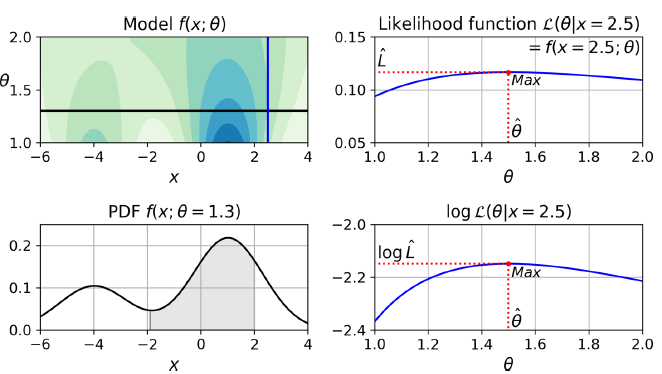 Model f(x; θ)
2.0
θ
1.5
1.0
−6 −4 −2 0 2 4
x
Likelihood function ℒ(θ|x = 2.5)
= f(x = 2.5; θ)
0.15
L̂
0.10
Max
θ̂
0.05
1.0 1.2 1.4 1.6 1.8 2.0
θ
PDF f(x; θ = 1.3)
0.2
0.1
0.0
−6 −4 −2 0 2 4
x
log ℒ(θ|x = 2.5)
−2.0
log L̂
−2.2
Max
θ̂
−2.4
1.0 1.2 1.4 1.6 1.8 2.0
θ